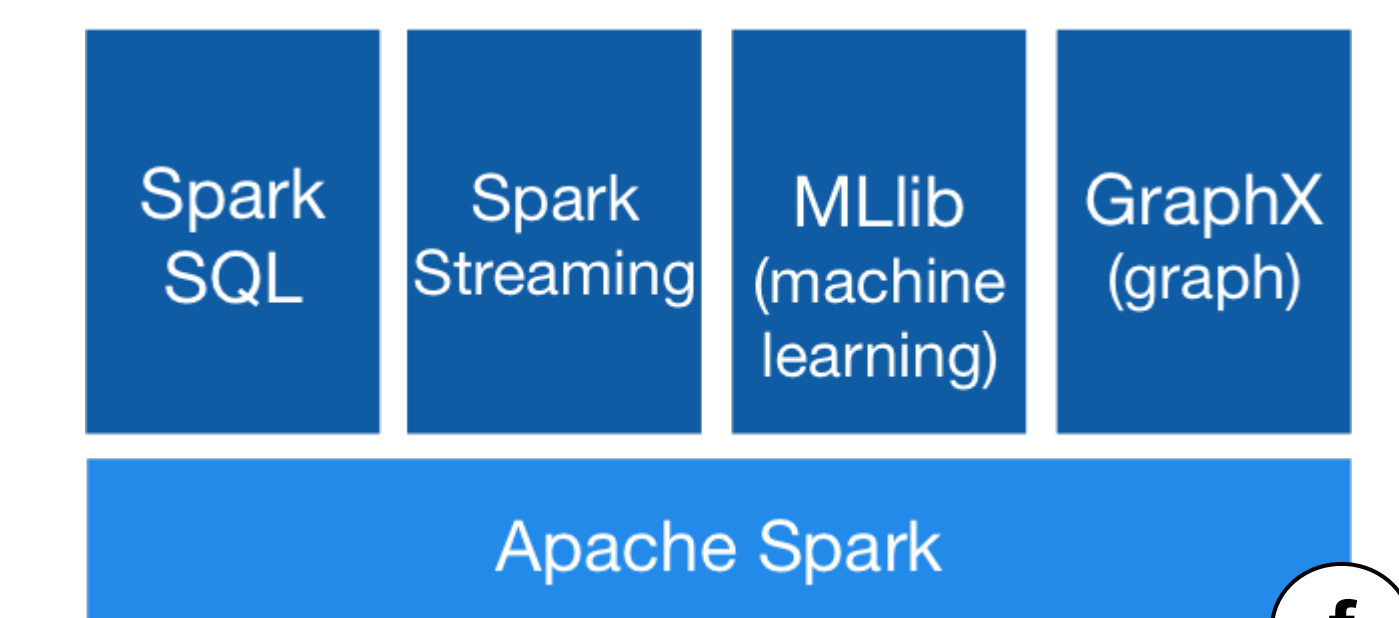 Spark
SQL
Spark
Streaming
MLlib
(machine
learning)
GraphX
(graph)
Apache Spark
f